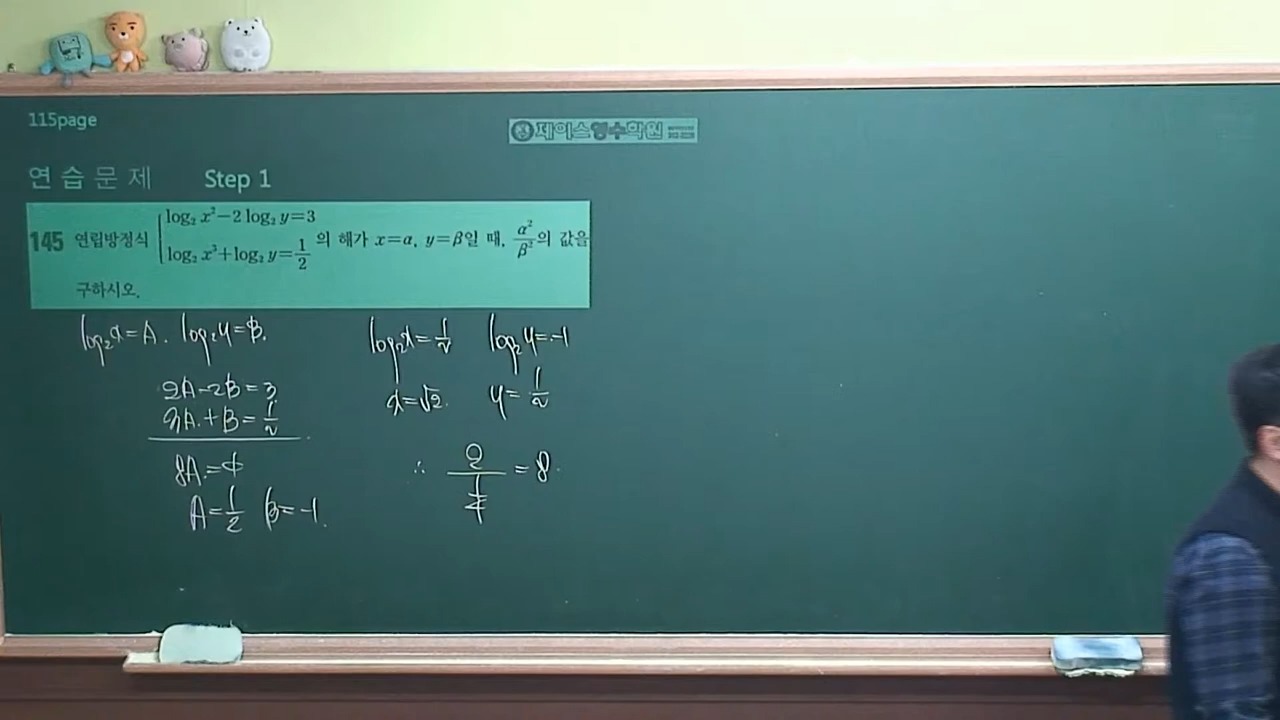 115page
제이스영수학원
연습문제 Step 1
145 연립방정식 { log₂ x²−2 log₂ y=3
log₂ x³+log₂ y=1/2 의 해가 x=α, y=β일 때, α²/β²의 값을
구하시오.
log₂x=A. log₂y=B.
2A−2B=3
3A+B=1/2
8A=4
A=1/2 B=−1.
log₂x=1/2 log₂y=−1
x=√2. y=1/2
∴ 2/(1/4) = 8.